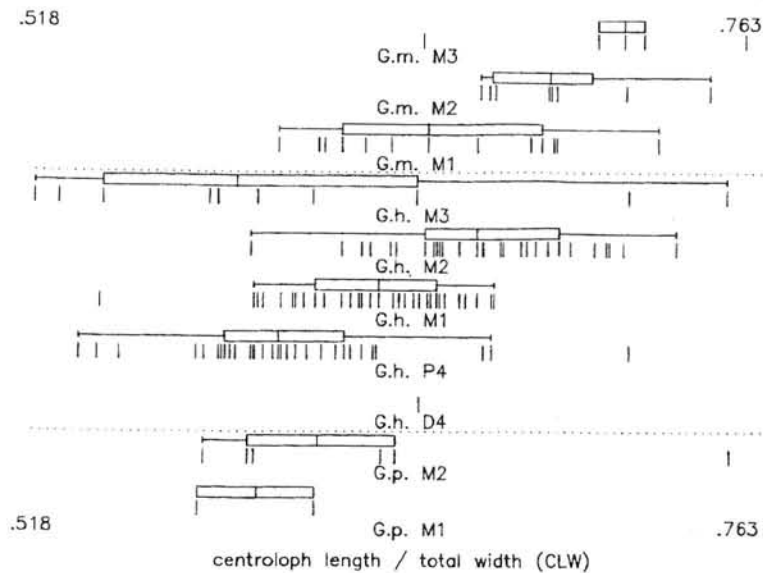 .518
.763
G.m. M3
G.m. M2
G.m. M1
G.h. M3
G.h. M2
G.h. M1
G.h. P4
G.h. D4
G.p. M2
.518
G.p. M1
.763
centroloph length / total width (CLW)